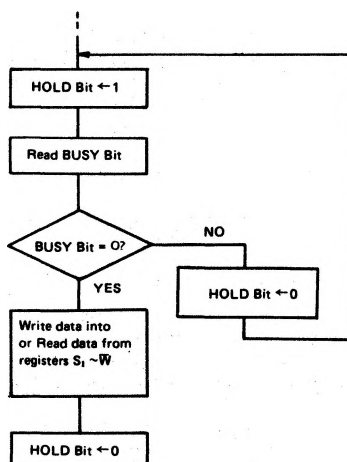 HOLD Bit ←1
Read BUSY Bit
BUSY Bit = O?
NO
YES
HOLD Bit ←0
Write data into
or Read data from
registers S₁ ~W̅
HOLD Bit ←0